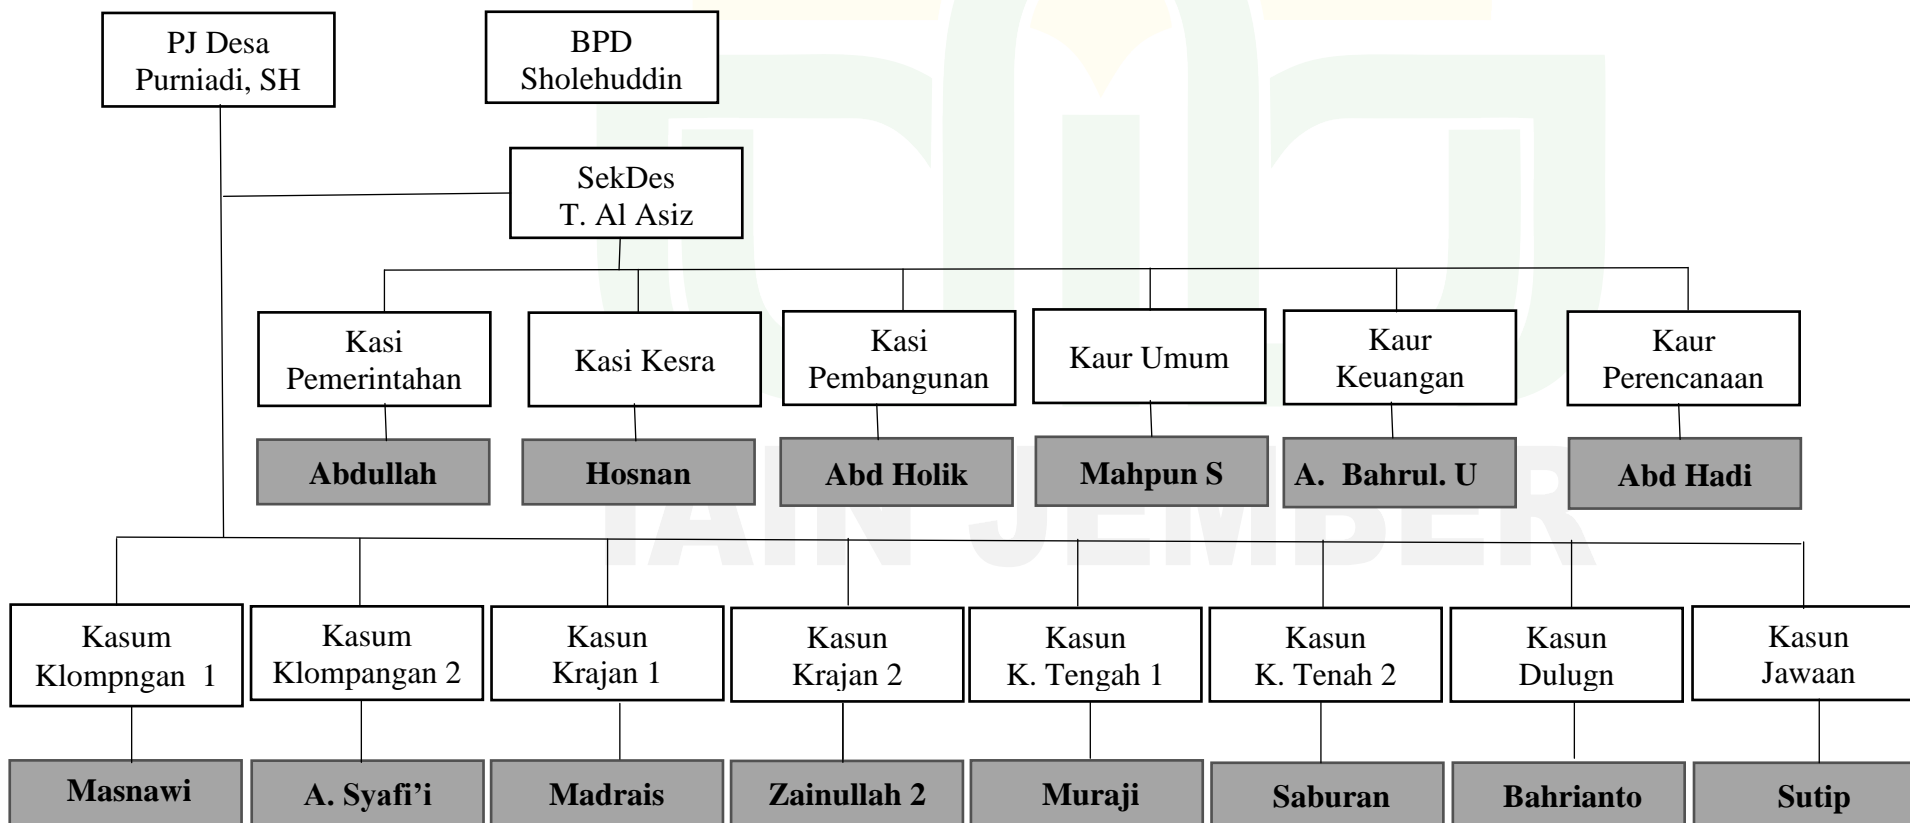 PJ Desa
Purniadi, SH
BPD
Sholehuddin
SekDes
T. Al Asiz
Kasi
Pemerintahan
Kasi Kesra
Kasi
Pembangunan
Kaur Umum
Kaur
Keuangan
Kaur
Perencanaan
Abdullah
Hosnan
Abd Holik
Mahpun S
A. Bahrul. U
Abd Hadi
IAIN JEMBER
Kasum
Klompngan 1
Kasum
Klompangan 2
Kasun
Krajan 1
Kasun
Krajan 2
Kasun
K. Tengah 1
Kasun
K. Tenah 2
Kasun
Dulugn
Kasun
Jawaan
Masnawi
A. Syafi’i
Madrais
Zainullah 2
Muraji
Saburan
Bahrianto
Sutip